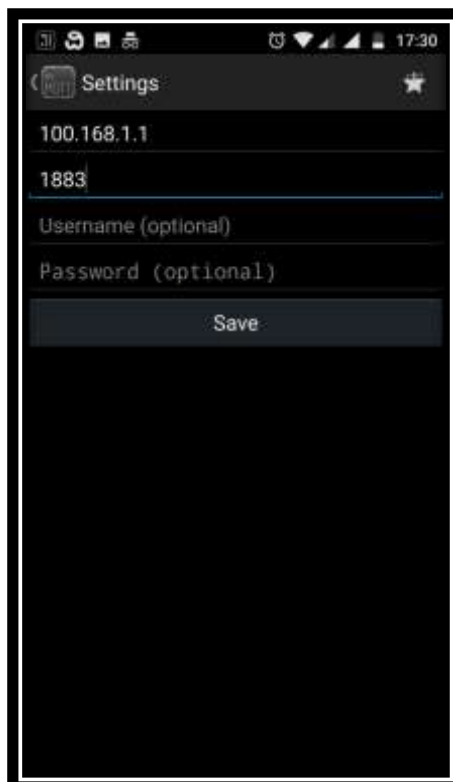 17:30
Settings
100.168.1.1
1883
Username (optional)
Password (optional)
Save